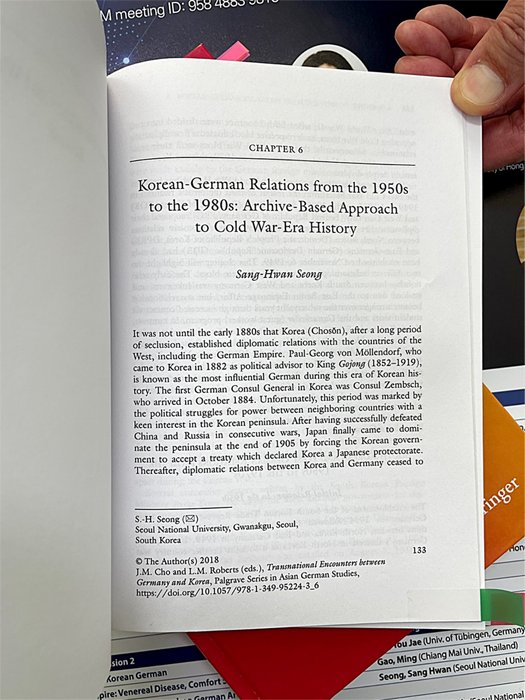 M meeting ID: 958 4883
CHAPTER 6
Korean-German Relations from the 1950s
to the 1980s: Archive-Based Approach
to Cold War-Era History
Sang-Hwan Seong
It was not until the early 1880s that Korea (Chosŏn), after a long period
of seclusion, established diplomatic relations with the countries of the
West, including the German Empire. Paul-Georg von Möllendorf, who
came to Korea in 1882 as political advisor to King Gojong (1852–1919),
is known as the most influential German during this era of Korean his-
tory. The first German Consul General in Korea was Consul Zembsch,
who arrived in October 1884. Unfortunately, this period was marked by
the political struggles for power between neighboring countries with a
keen interest in the Korean peninsula. After having successfully defeated
China and Russia in consecutive wars, Japan finally came to domi-
nate the peninsula at the end of 1905 by forcing the Korean govern-
ment to accept a treaty which declared Korea a Japanese protectorate.
Thereafter, diplomatic relations between Korea and Germany ceased to
S.-H. Seong (✉)
Seoul National University, Gwanakgu, Seoul,
South Korea
133
© The Author(s) 2018
J.M. Cho and L.M. Roberts (eds.), Transnational Encounters between
Germany and Korea, Palgrave Series in Asian German Studies,
https://doi.org/10.1057/978-1-349-95224-3_6
inger
Jae (Univ. of Tübingen, Germany
Gao, Ming (Chiang Mai Univ., Thailand)
Seong, Sang Hwan (Seoul National Univ
sion 2
Korean German
pire: Venereal Disease, Comfort